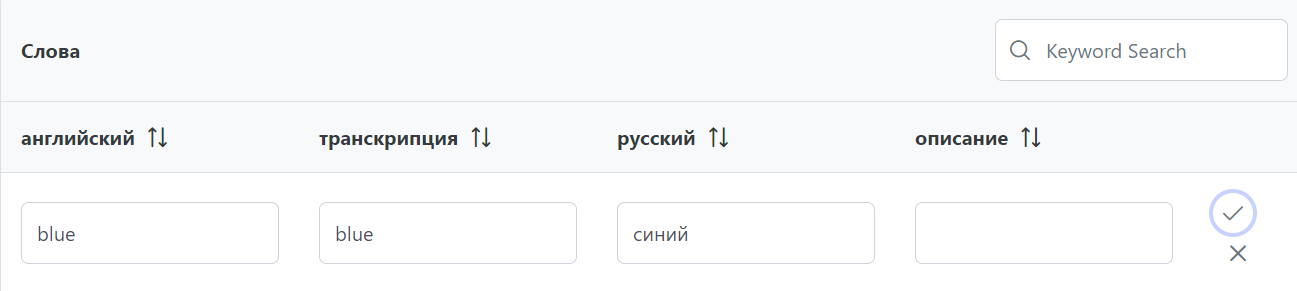 Слова Keyword Search
английский транскрипция русский описание
blue blue синий